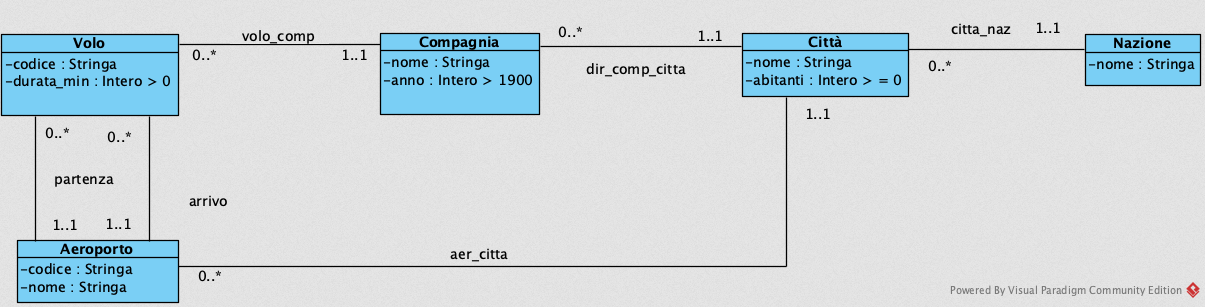 Volo
-codice : Stringa
-durata_min : Intero > 0
volo_comp
0..*
1..1
Compagnia
-nome : Stringa
-anno : Intero > 1900
0..*
1..1
dir_comp_citta
Città
-nome : Stringa
-abitanti : Intero > = 0
citta_naz
1..1
0..*
Nazione
-nome : Stringa
0..*
0..*
1..1
partenza
arrivo
1..1
1..1
Aeroporto
-codice : Stringa
-nome : Stringa
aer_citta
0..*
Powered By Visual Paradigm Community Edition